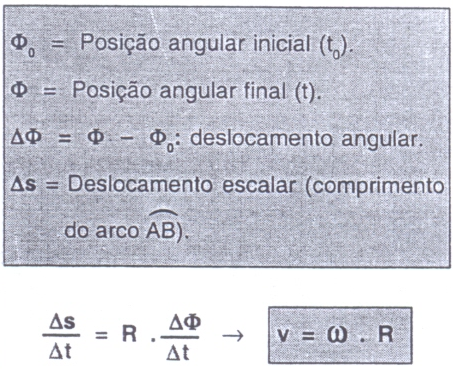 Φ₀ = Posição angular inicial (t₀).
Φ = Posição angular final (t).
ΔΦ = Φ − Φ₀: deslocamento angular.
Δs = Deslocamento escalar (comprimento
do arco A͡B).
Δs/Δt = R . ΔΦ/Δt → v = ω . R